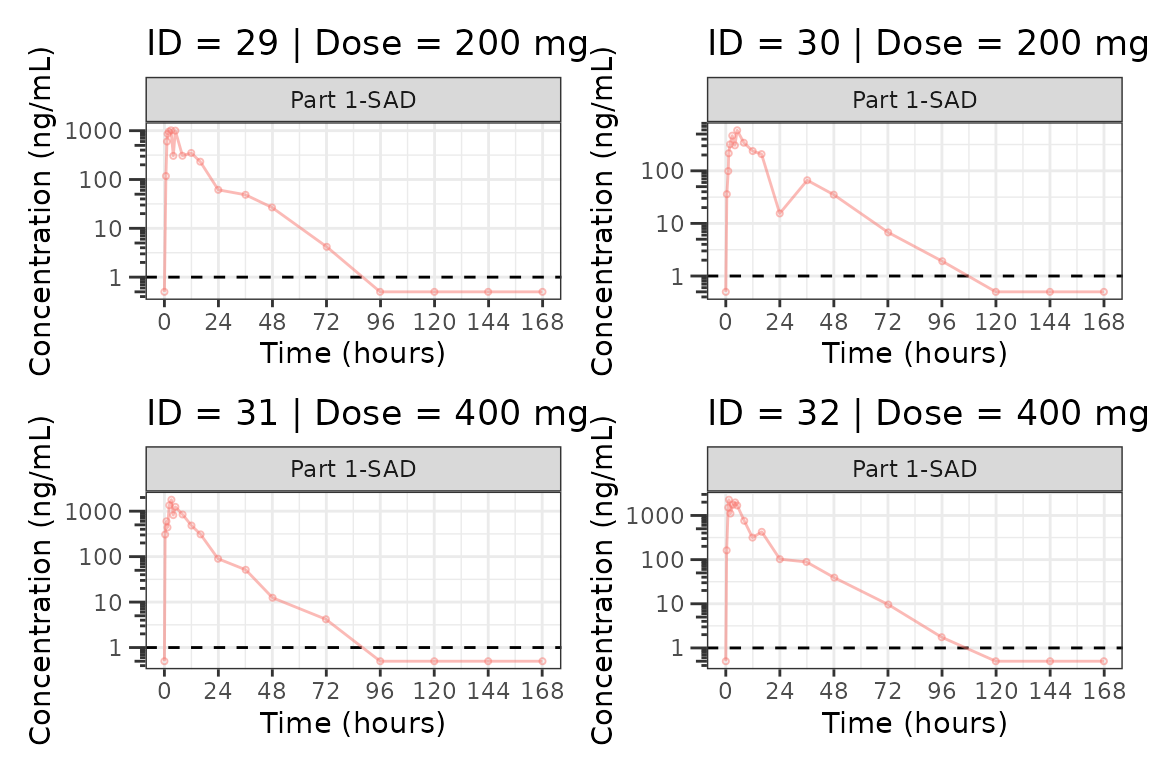 ID = 29 | Dose = 200 mg
Part 1-SAD
Concentration (ng/mL)
1000
100
10
1
0 24 48 72 96 120 144 168
Time (hours)
ID = 30 | Dose = 200 mg
Part 1-SAD
Concentration (ng/mL)
100
10
1
0 24 48 72 96 120 144 168
Time (hours)
ID = 31 | Dose = 400 mg
Part 1-SAD
Concentration (ng/mL)
1000
100
10
1
0 24 48 72 96 120 144 168
Time (hours)
ID = 32 | Dose = 400 mg
Part 1-SAD
Concentration (ng/mL)
1000
100
10
1
0 24 48 72 96 120 144 168
Time (hours)